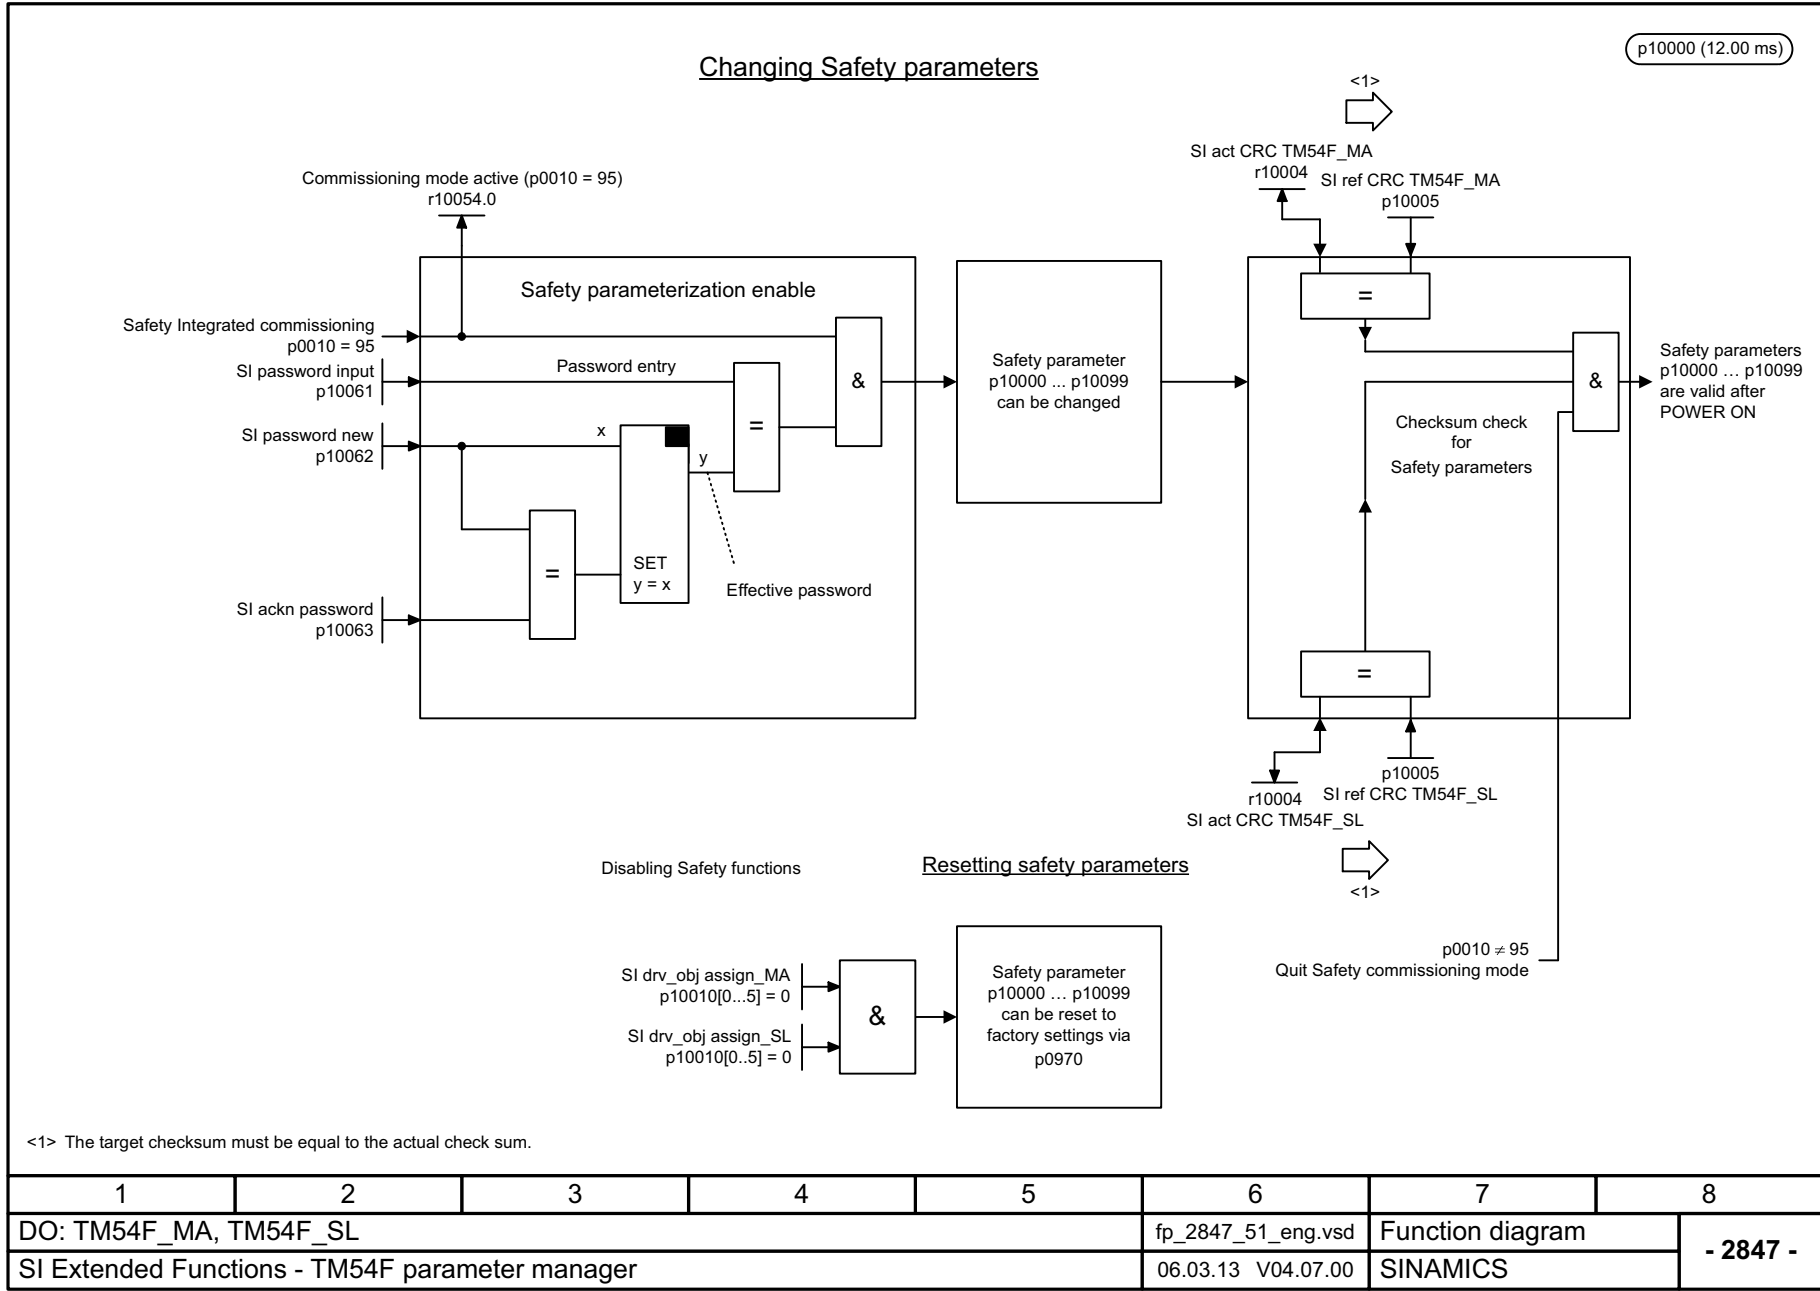 p10000 (12.00 ms)
Changing Safety parameters
<1>
SI act CRC TM54F_MA
r10004
SI ref CRC TM54F_MA
p10005
Commissioning mode active (p0010 = 95)
r10054.0
Safety parameterization enable
=
Safety Integrated commissioning
p0010 = 95
SI password input
p10061
Password entry
&
=
SI password new
p10062
x
y
SET
y = x
=
Effective password
SI ackn password
p10063
Safety parameter
p10000 ... p10099
can be changed
&
Checksum check
for
Safety parameters
Safety parameters
p10000 … p10099
are valid after
POWER ON
=
p10005
SI ref CRC TM54F_SL
r10004
SI act CRC TM54F_SL
<1>
Disabling Safety functions
Resetting safety parameters
p0010 ≠ 95
Quit Safety commissioning mode
SI drv_obj assign_MA
p10010[0...5] = 0
SI drv_obj assign_SL
p10010[0..5] = 0
&
Safety parameter
p10000 … p10099
can be reset to
factory settings via
p0970
<1> The target checksum must be equal to the actual check sum.
1 2 3 4 5 6 7 8
DO: TM54F_MA, TM54F_SL
fp_2847_51_eng.vsd
Function diagram
- 2847 -
SI Extended Functions - TM54F parameter manager
06.03.13 V04.07.00
SINAMICS